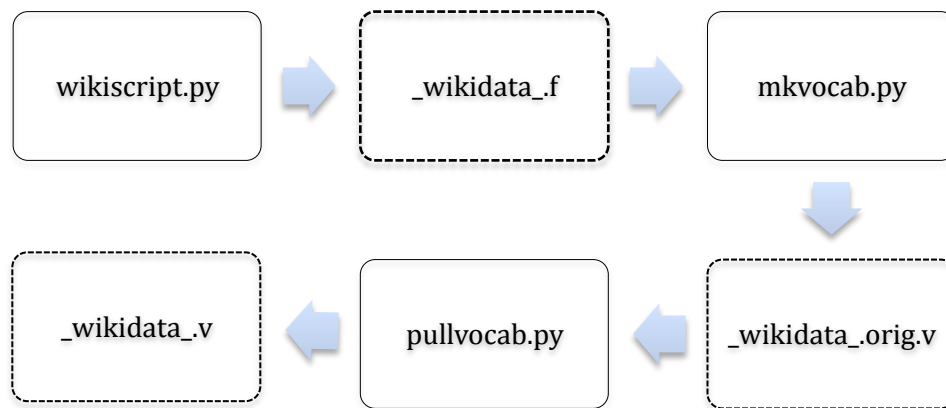 wikiscript.py
_wikidata_.f
mkvocab.py
_wikidata_.v
pullvocab.py
_wikidata_.orig.v